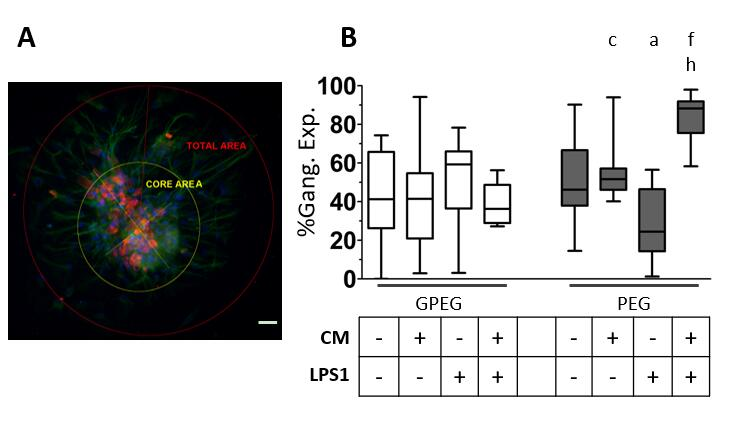 A
B
TOTAL AREA
CORE AREA
c a f
h
%Gang. Exp.
100
80
60
40
20
0
GPEG PEG
CM - + - + - + - +
LPS1 - - + + - - + +